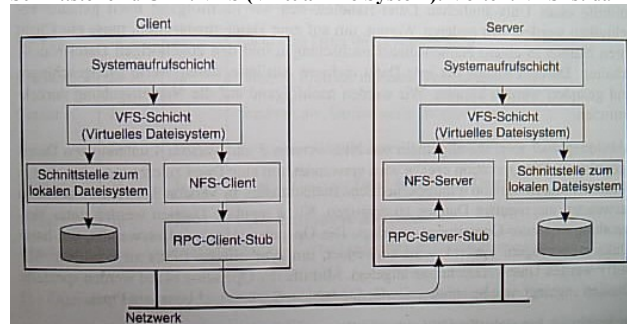 Client
Server
Systemaufrufschicht
VFS-Schicht
(Virtuelles Dateisystem)
Schnittstelle zum
lokalen Dateisystem
NFS-Client
RPC-Client-Stub
Systemaufrufschicht
VFS-Schicht
(Virtuelles Dateisystem)
NFS-Server
Schnittstelle zum
lokalen Dateisystem
RPC-Server-Stub
Netzwerk